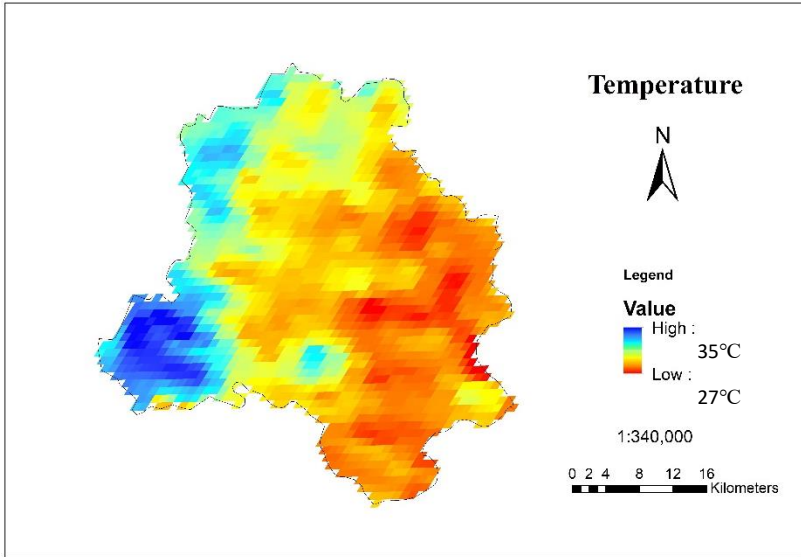 Temperature
N
Legend
Value
High :
35°C
Low :
27°C
1:340,000
0 2 4 8 12 16
Kilometers